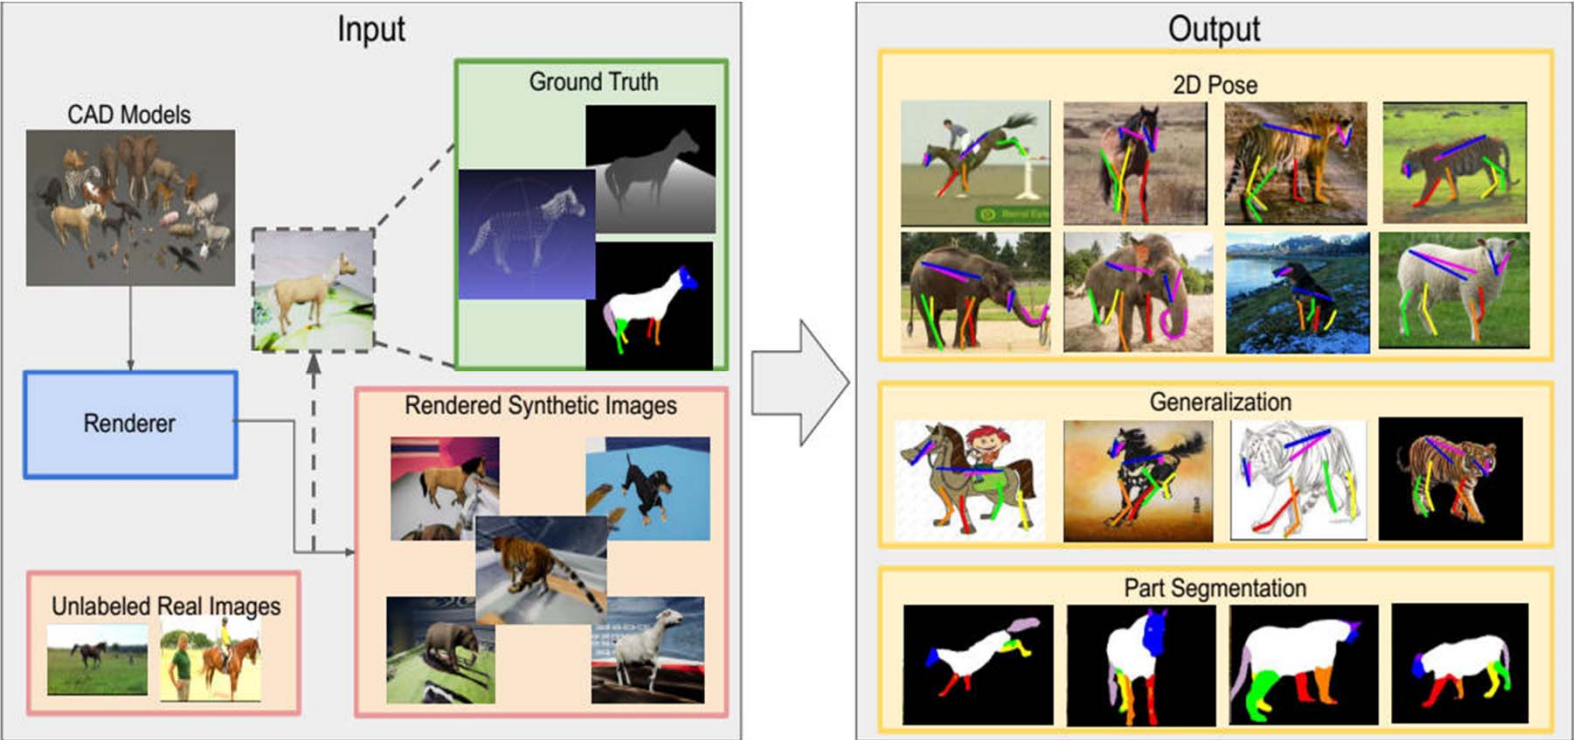 Input
CAD Models
Ground Truth
Renderer
Rendered Synthetic Images
Unlabeled Real Images
Output
2D Pose
Generalization
Part Segmentation